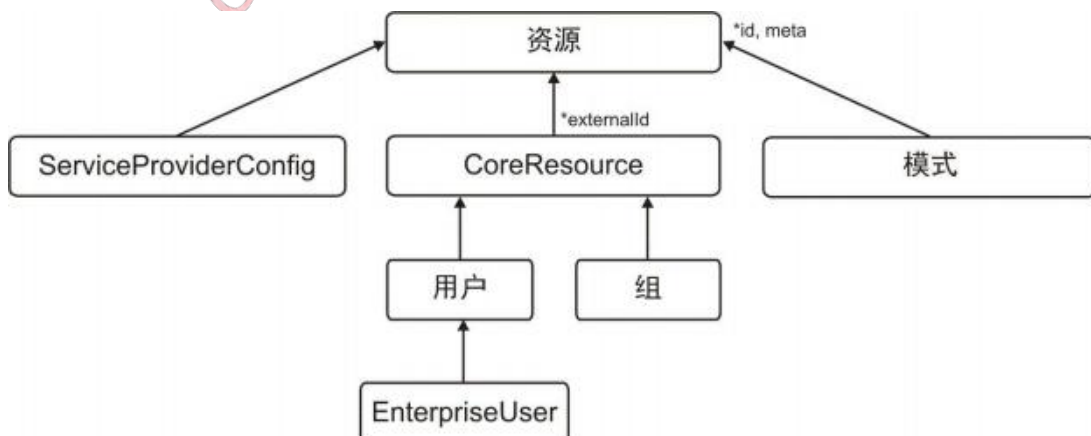 资源
*id, meta
*externalId
ServiceProviderConfig
CoreResource
模式
用户
组
EnterpriseUser